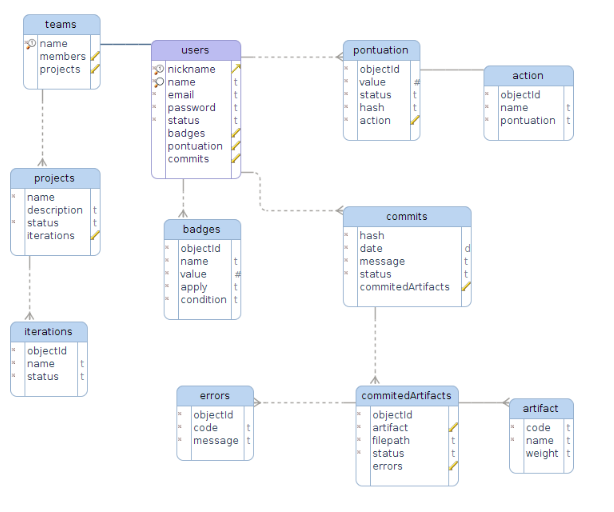 teams
name
members
projects
users
nickname
name t
email t
password t
status t
badges
pontuation
commits
pontuation
objectId
value #
status t
hash t
action
action
objectId
name t
pontuation t
projects
name
description t
status t
iterations
badges
objectId
name t
value #
apply t
condition t
commits
hash
date d
message t
status t
commitedArtifacts
iterations
objectId
name t
status t
errors
objectId
code t
message t
commitedArtifacts
objectId
artifact
filepath t
status t
errors
artifact
code t
name t
weight t